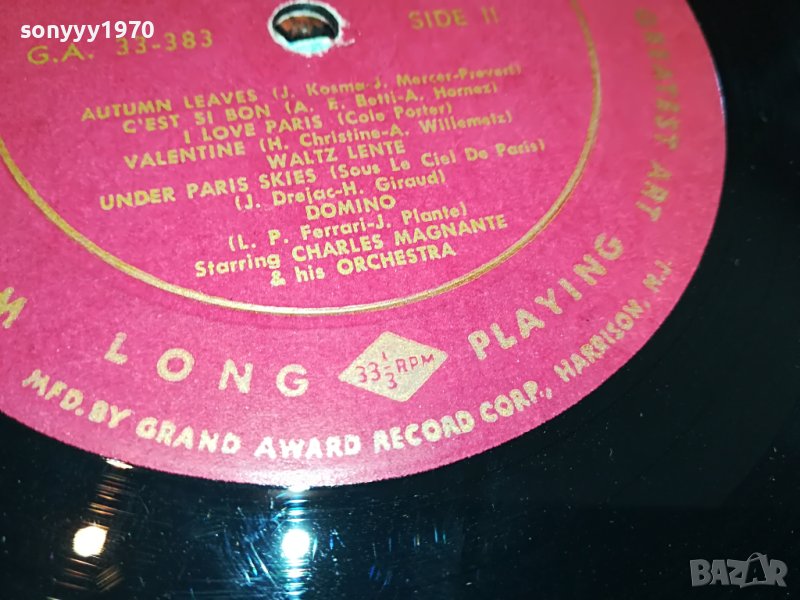 sonyyy1970
G.A. 33-383
SIDE II
AUTUMN LEAVES (J. Kosma-J. Mercer-Prevert)
C'EST SI BON (A. E. Betti-A. Hornez)
I LOVE PARIS (Cole Porter)
VALENTINE (H. Christine-A. Willemetz)
WALTZ LENTE
UNDER PARIS SKIES (Sous Le Ciel De Paris)
(J. Drejac-H. Giraud)
DOMINO
(L. P. Ferrari-J. Plante)
Starring CHARLES MAGNANTE
& his ORCHESTRA
GREATEST ART
LONG 33 1/3 RPM PLAYING
MFD. BY GRAND AWARD RECORD CORP., HARRISON, N.J.
BAZAR